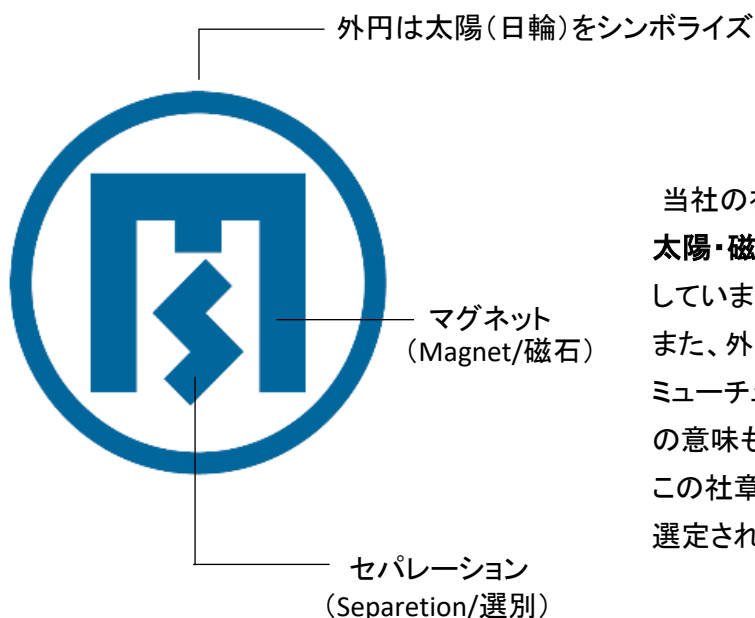 外円は太陽（日輪）をシンボライズ
マグネット
（Magnet/磁石）
セパレーション
（Separetion/選別）
当社の
太陽・磁
していま
また、外
ミューチュ
の意味も
この社章
選定され